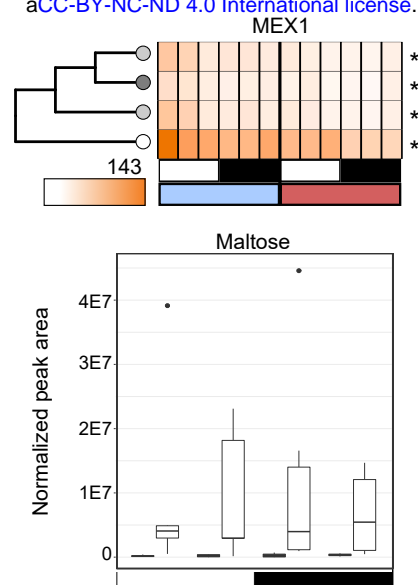 aCC-BY-NC-ND 4.0 International license.
MEX1
*
*
*
*
143
Maltose
Normalized peak area
4E7
3E7
2E7
1E7
0